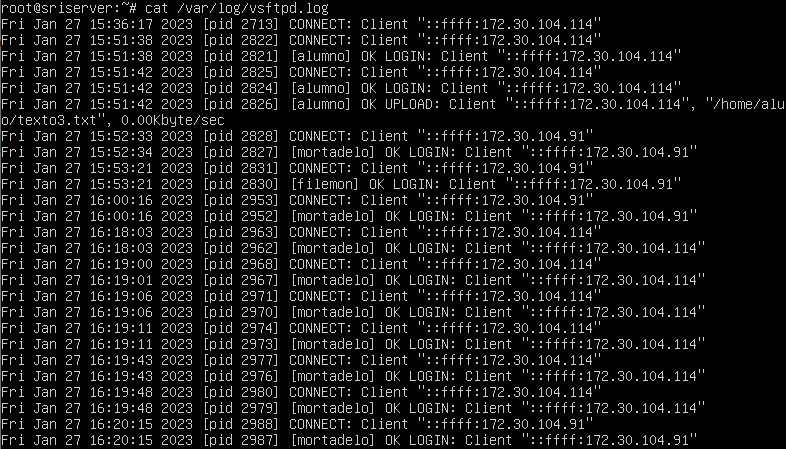 root@sriserver:~# cat /var/log/vsftpd.log
Fri Jan 27 15:36:17 2023 [pid 2713] CONNECT: Client "::ffff:172.30.104.114"
Fri Jan 27 15:51:38 2023 [pid 2822] CONNECT: Client "::ffff:172.30.104.114"
Fri Jan 27 15:51:38 2023 [pid 2821] [alumno] OK LOGIN: Client "::ffff:172.30.104.114"
Fri Jan 27 15:51:42 2023 [pid 2825] CONNECT: Client "::ffff:172.30.104.114"
Fri Jan 27 15:51:42 2023 [pid 2824] [alumno] OK LOGIN: Client "::ffff:172.30.104.114"
Fri Jan 27 15:51:42 2023 [pid 2826] [alumno] OK UPLOAD: Client "::ffff:172.30.104.114", "/home/alu
o/texto3.txt", 0.00Kbyte/sec
Fri Jan 27 15:52:33 2023 [pid 2828] CONNECT: Client "::ffff:172.30.104.91"
Fri Jan 27 15:52:34 2023 [pid 2827] [mortadelo] OK LOGIN: Client "::ffff:172.30.104.91"
Fri Jan 27 15:53:21 2023 [pid 2831] CONNECT: Client "::ffff:172.30.104.91"
Fri Jan 27 15:53:21 2023 [pid 2830] [filemon] OK LOGIN: Client "::ffff:172.30.104.91"
Fri Jan 27 16:00:16 2023 [pid 2953] CONNECT: Client "::ffff:172.30.104.91"
Fri Jan 27 16:00:16 2023 [pid 2952] [mortadelo] OK LOGIN: Client "::ffff:172.30.104.91"
Fri Jan 27 16:18:03 2023 [pid 2963] CONNECT: Client "::ffff:172.30.104.114"
Fri Jan 27 16:18:03 2023 [pid 2962] [mortadelo] OK LOGIN: Client "::ffff:172.30.104.114"
Fri Jan 27 16:19:00 2023 [pid 2968] CONNECT: Client "::ffff:172.30.104.114"
Fri Jan 27 16:19:01 2023 [pid 2967] [mortadelo] OK LOGIN: Client "::ffff:172.30.104.114"
Fri Jan 27 16:19:06 2023 [pid 2971] CONNECT: Client "::ffff:172.30.104.114"
Fri Jan 27 16:19:06 2023 [pid 2970] [mortadelo] OK LOGIN: Client "::ffff:172.30.104.114"
Fri Jan 27 16:19:11 2023 [pid 2974] CONNECT: Client "::ffff:172.30.104.114"
Fri Jan 27 16:19:11 2023 [pid 2973] [mortadelo] OK LOGIN: Client "::ffff:172.30.104.114"
Fri Jan 27 16:19:43 2023 [pid 2977] CONNECT: Client "::ffff:172.30.104.114"
Fri Jan 27 16:19:43 2023 [pid 2976] [mortadelo] OK LOGIN: Client "::ffff:172.30.104.114"
Fri Jan 27 16:19:48 2023 [pid 2980] CONNECT: Client "::ffff:172.30.104.114"
Fri Jan 27 16:19:48 2023 [pid 2979] [mortadelo] OK LOGIN: Client "::ffff:172.30.104.114"
Fri Jan 27 16:20:15 2023 [pid 2988] CONNECT: Client "::ffff:172.30.104.91"
Fri Jan 27 16:20:15 2023 [pid 2987] [mortadelo] OK LOGIN: Client "::ffff:172.30.104.91"